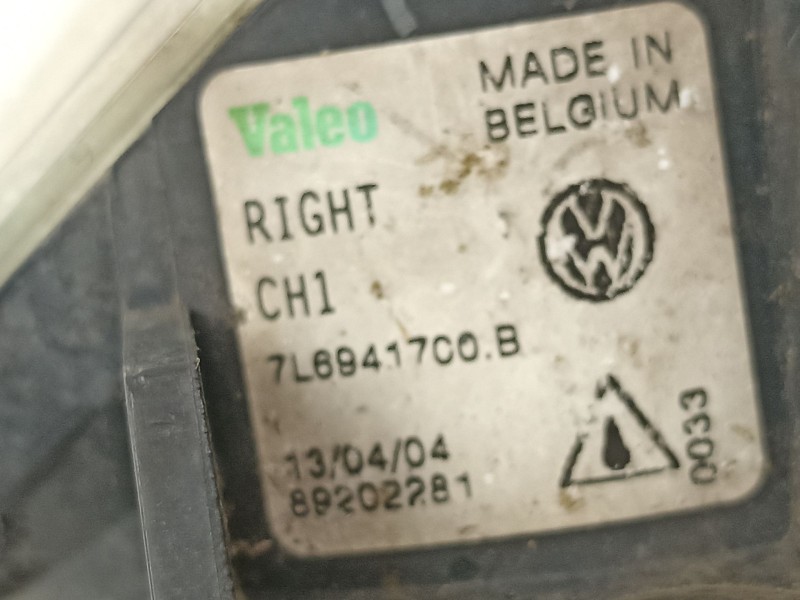 Valeo
MADE IN
BELGIUM
RIGHT
CH1
7L6941700.B
13/04/04
89202281
0033